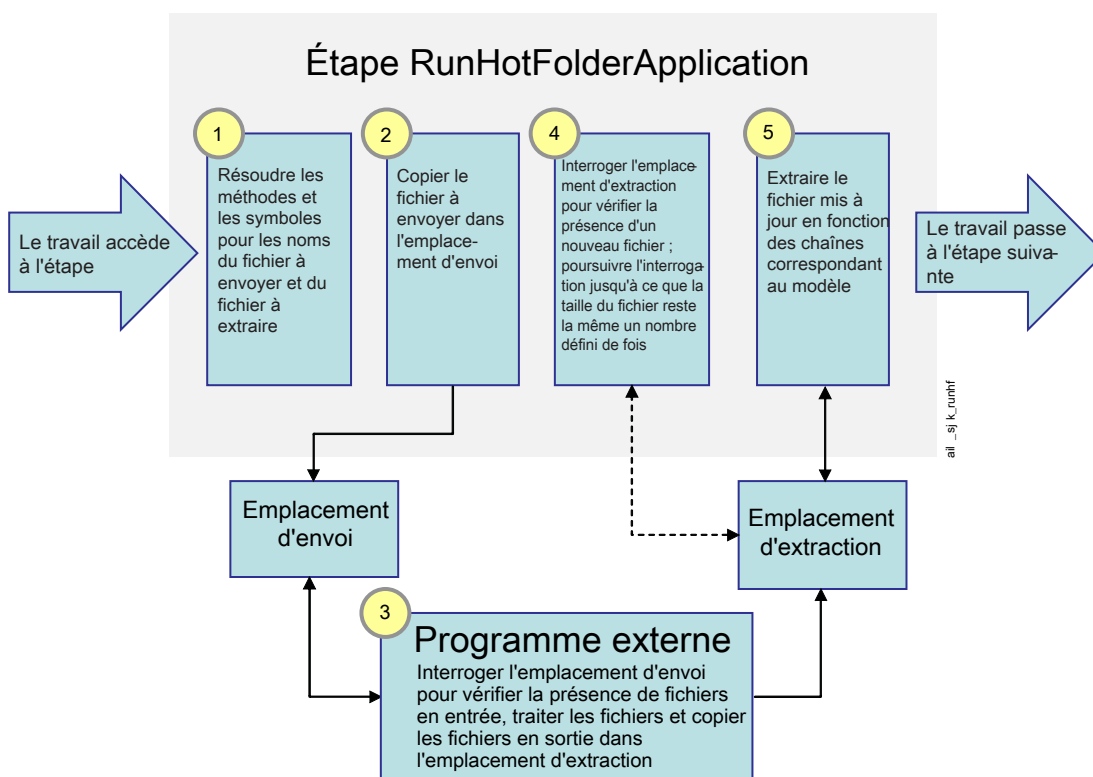 Étape RunHotFolderApplication
Le travail accède
à l'étape
1
Résoudre les
méthodes et
les symboles
pour les noms
du fichier à
envoyer et du
fichier à
extraire
2
Copier le
fichier à
envoyer dans
l'emplace-
ment d'envoi
4
Interroger l'emplace-
ment d'extraction
pour vérifier la
présence d'un
nouveau fichier ;
poursuivre l'interroga-
tion jusqu'à ce que la
taille du fichier reste
la même un nombre
défini de fois
5
Extraire le
fichier mis à
jour en fonction
des chaînes
correspondant
au modèle
Le travail passe
à l'étape suiva-
nte
ail _sj k_runhf
Emplacement
d'envoi
Emplacement
d'extraction
3
Programme externe
Interroger l'emplacement d'envoi
pour vérifier la présence de fichiers
en entrée, traiter les fichiers et copier
les fichiers en sortie dans
l'emplacement d'extraction